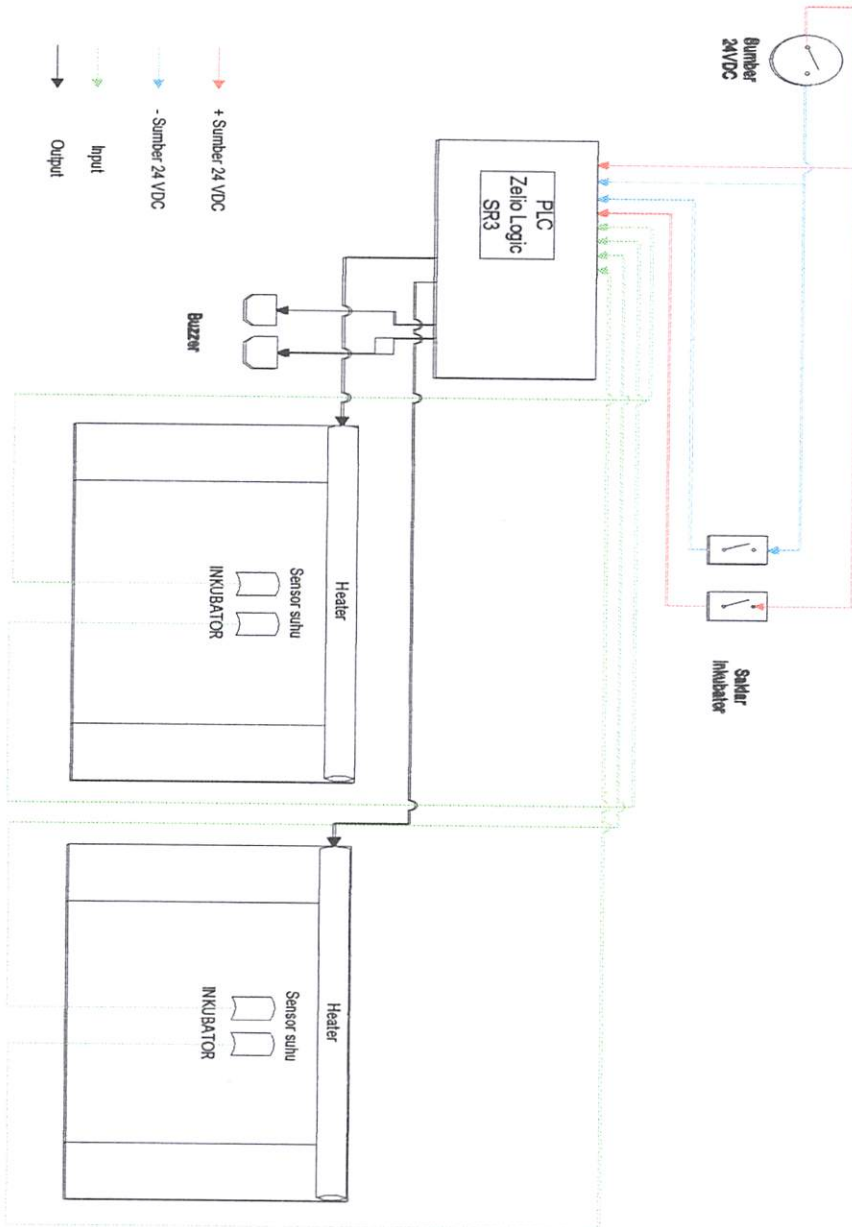 Sumber
24VDC
Saklar
Inkubator
PLC
Zelio Logic
SR3
Heater
Heater
Sensor suhu
INKUBATOR
Sensor suhu
INKUBATOR
Buzzer
+ Sumber 24 VDC
- Sumber 24 VDC
Input
Output